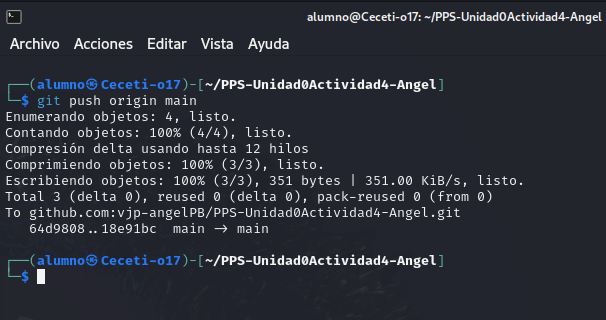 alumno@Ceceti-o17: ~/PPS-Unidad0Actividad4-Angel
Archivo Acciones Editar Vista Ayuda
┌──(alumno㉿Ceceti-o17)-[~/PPS-Unidad0Actividad4-Angel]
└─$ git push origin main
Enumerando objetos: 4, listo.
Contando objetos: 100% (4/4), listo.
Compresión delta usando hasta 12 hilos
Comprimiendo objetos: 100% (3/3), listo.
Escribiendo objetos: 100% (3/3), 351 bytes | 351.00 KiB/s, listo.
Total 3 (delta 0), reused 0 (delta 0), pack-reused 0 (from 0)
To github.com:vjp-angelPB/PPS-Unidad0Actividad4-Angel.git
   64d9808..18e91bc  main -> main
┌──(alumno㉿Ceceti-o17)-[~/PPS-Unidad0Actividad4-Angel]
└─$